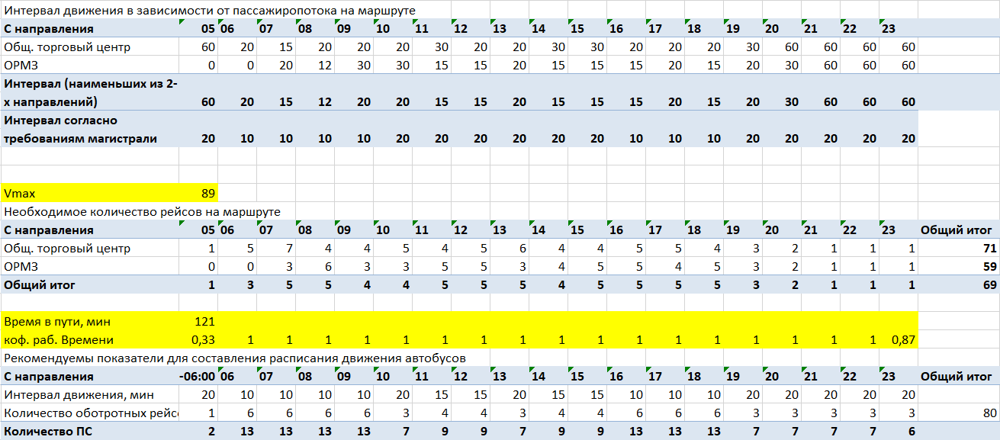 Интервал движения в зависимости от пассажиропотока на маршруте
С направления 05 06 07 08 09 10 11 12 13 14 15 16 17 18 19 20 21 22 23
Общ. торговый центр 60 20 15 20 20 20 30 20 20 30 30 20 20 20 30 60 60 60 60
ОРМЗ 0 0 20 12 30 30 15 15 20 15 15 15 20 15 20 30 60 60 60
Интервал (наименьших из 2-
х направлений) 60 20 15 12 20 20 15 15 20 15 15 15 20 15 20 30 60 60 60
Интервал согласно
требованиям магистрали 20 10 10 10 10 20 20 20 20 20 20 10 10 10 20 20 20 20 20
Vmax 89
Необходимое количество рейсов на маршруте
С направления 05 06 07 08 09 10 11 12 13 14 15 16 17 18 19 20 21 22 23 Общий итог
Общ. торговый центр 1 5 7 4 4 5 4 5 6 4 4 5 5 4 3 2 1 1 1 71
ОРМЗ 0 0 3 6 3 3 5 5 3 4 5 5 4 5 3 2 1 1 1 59
Общий итог 1 3 5 5 4 4 5 5 5 4 5 5 5 5 3 2 1 1 1 69
Время в пути, мин 121
коф. раб. Времени 0,33 1 1 1 1 1 1 1 1 1 1 1 1 1 1 1 1 1 0,87
Рекомендуемы показатели для составления расписания движения автобусов
С направления -06:00 06 07 08 09 10 11 12 13 14 15 16 17 18 19 20 21 22 23 Общий итог
Интервал движения, мин 20 10 10 10 10 20 15 15 20 15 15 10 10 10 20 20 20 20 20
Количество оборотных рейсо 1 6 6 6 6 3 4 4 3 4 4 6 6 6 3 3 3 3 3 80
Количество ПС 2 13 13 13 13 7 9 9 7 9 9 13 13 13 7 7 7 7 6